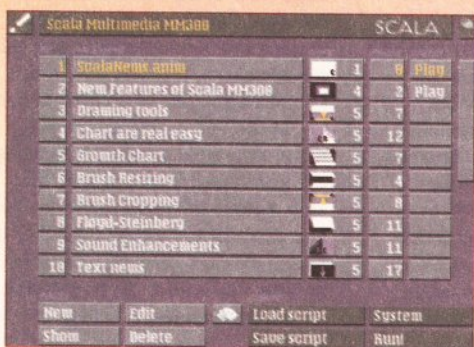 Scala Multimedia MM300 SCALA
1 ScalaNews.anim 1 0 Play
2 New Features of Scala MM300 4 2 Play
3 Drawing tools 5 7
4 Chart are real easy 5 12
5 Growth Chart 5 7
6 Brush Resizing 5 4
7 Brush Cropping 5 8
8 Floyd-Steinberg 5 11
9 Sound Enhancements 5 11
10 Text news 5 17
New Edit Load script System
Show Delete Save script Run!